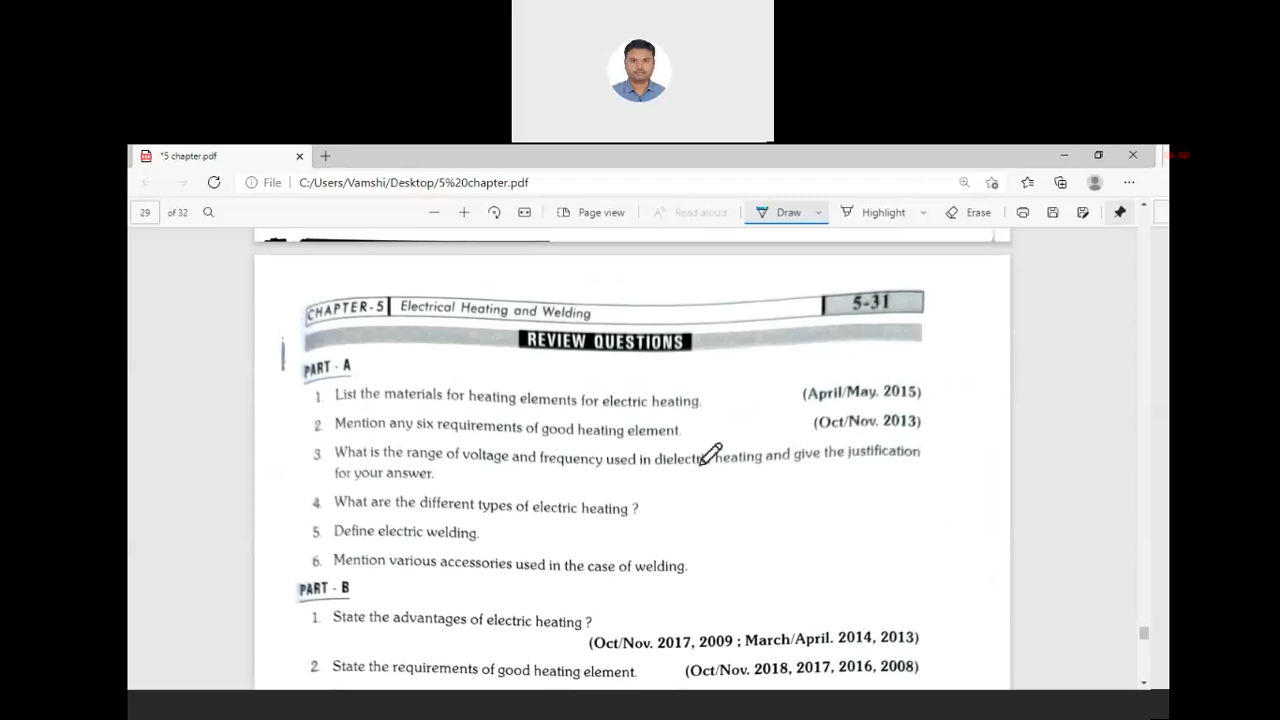 *5 chapter.pdf
File C:/Users/Vamshi/Desktop/5%20chapter.pdf
29 of 32 Page view Read aloud Draw Highlight Erase
CHAPTER-5 Electrical Heating and Welding 5-31
REVIEW QUESTIONS
PART - A
1. List the materials for heating elements for electric heating. (April/May. 2015)
2. Mention any six requirements of good heating element. (Oct/Nov. 2013)
3. What is the range of voltage and frequency used in dielectric heating and give the justification
for your answer.
4. What are the different types of electric heating ?
5. Define electric welding.
6. Mention various accessories used in the case of welding.
PART - B
1. State the advantages of electric heating ?
(Oct/Nov. 2017, 2009 ; March/April. 2014, 2013)
2. State the requirements of good heating element. (Oct/Nov. 2018, 2017, 2016, 2008)